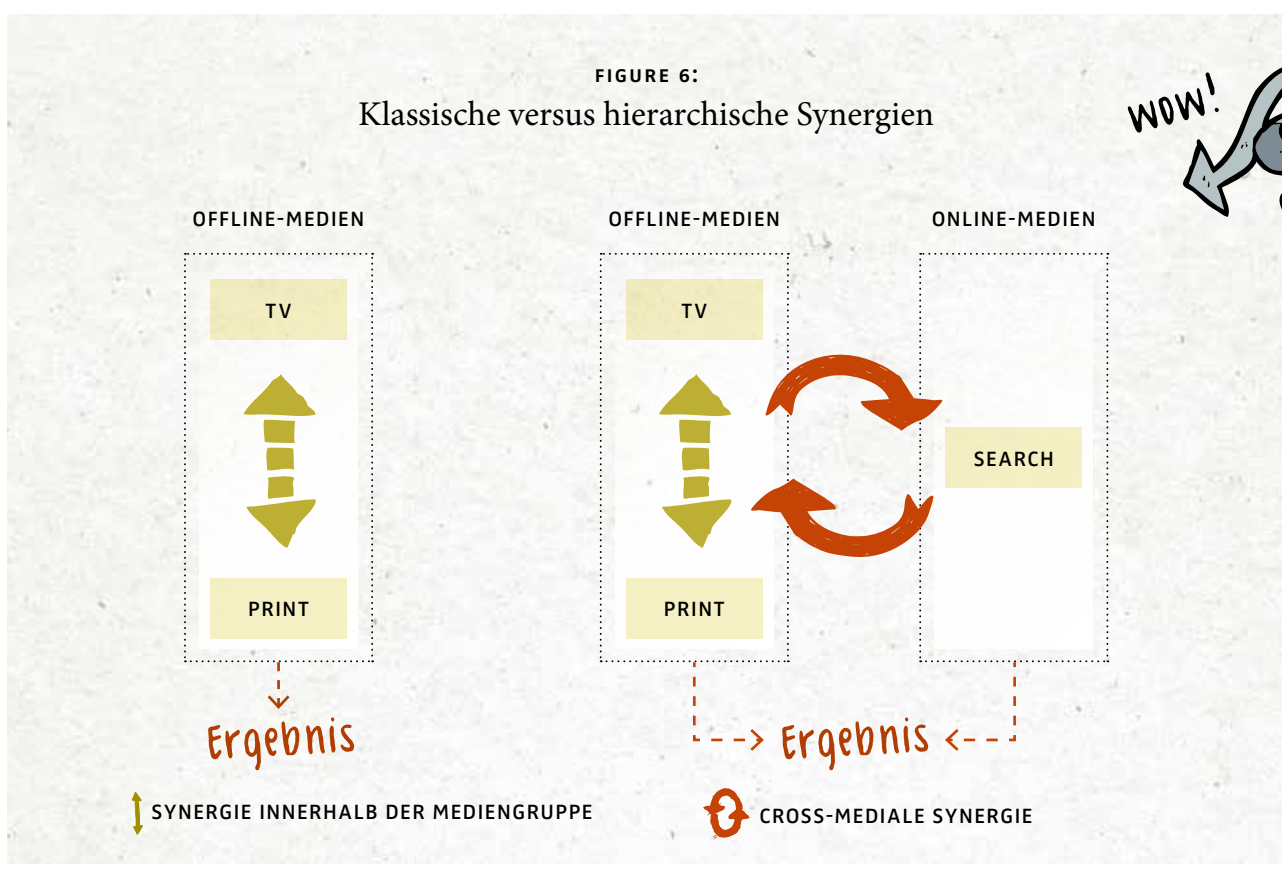 FIGURE 6:
Klassische versus hierarchische Synergien
WOW!
OFFLINE-MEDIEN
OFFLINE-MEDIEN
ONLINE-MEDIEN
TV
TV
SEARCH
PRINT
PRINT
Ergebnis
Ergebnis
SYNERGIE INNERHALB DER MEDIENGRUPPE
CROSS-MEDIALE SYNERGIE